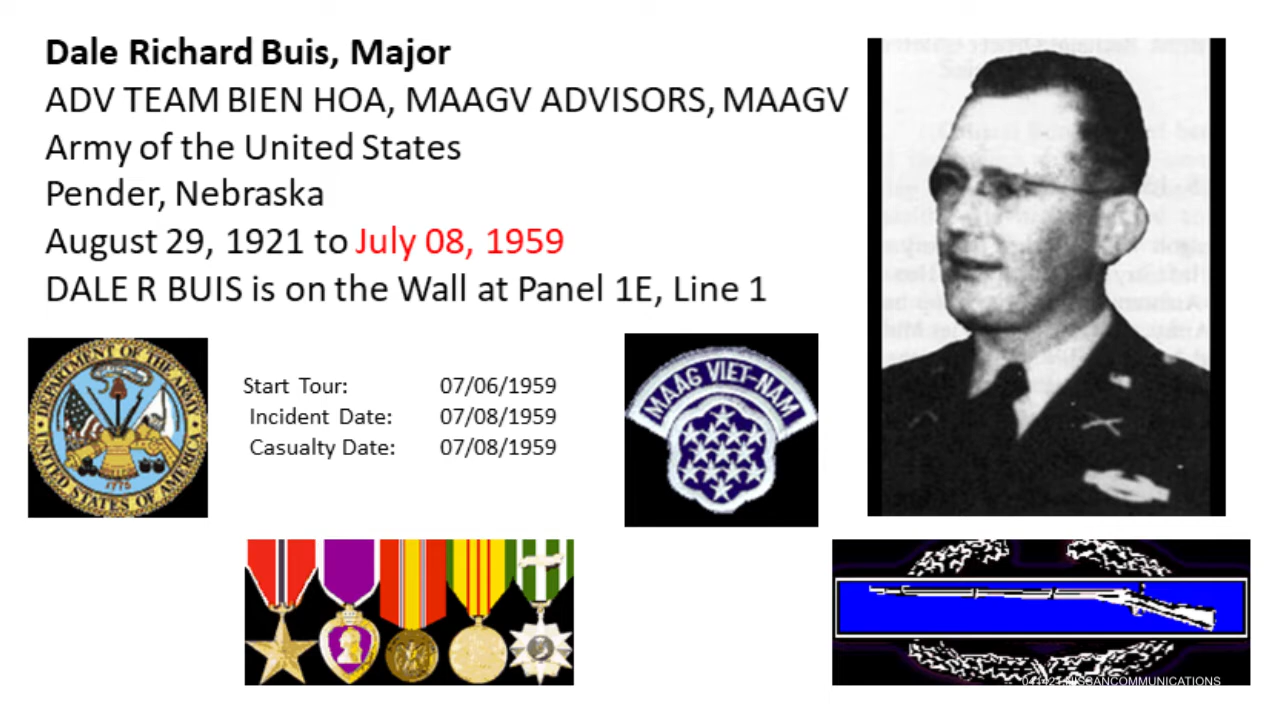 Dale Richard Buis, Major
ADV TEAM BIEN HOA, MAAGV ADVISORS, MAAGV
Army of the United States
Pender, Nebraska
August 29, 1921 to July 08, 1959
DALE R BUIS is on the Wall at Panel 1E, Line 1
DEPARTMENT OF THE ARMY
UNITED STATES OF AMERICA
1775
Start Tour: 07/06/1959
Incident Date: 07/08/1959
Casualty Date: 07/08/1959
MAAG VIET-NAM